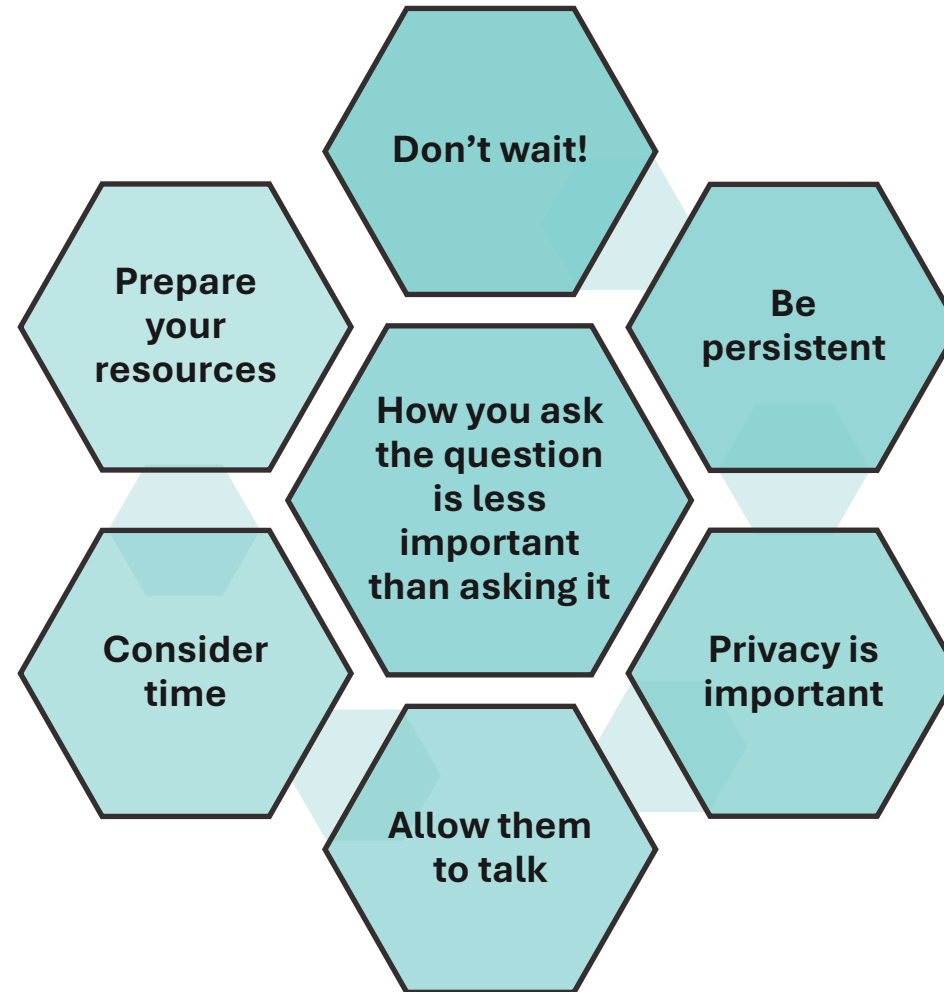 Don’t wait!
Be
persistent
Privacy is
important
Allow them
to talk
Consider
time
Prepare
your
resources
How you ask
the question
is less
important
than asking it